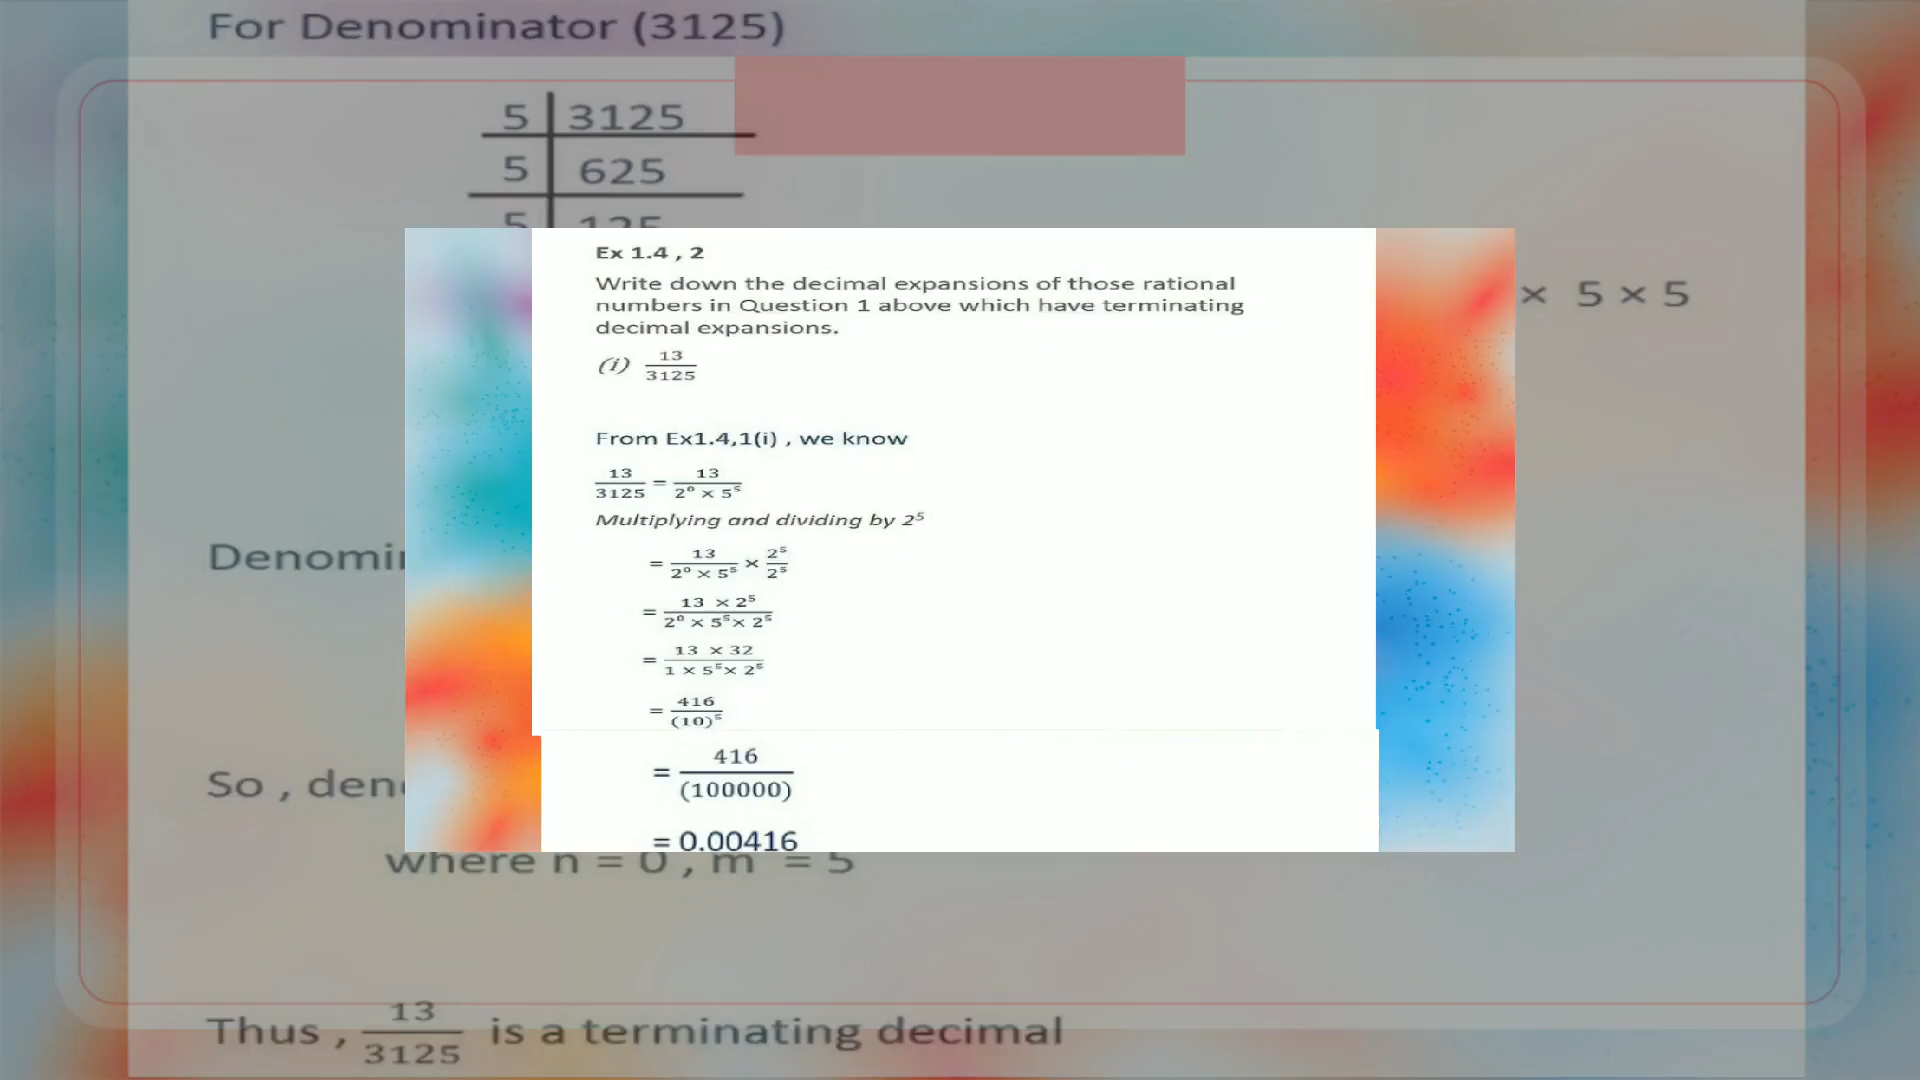 For Denominator (3125)
5 3125
5 625
5 125
× 5 × 5
Ex 1.4 , 2
Write down the decimal expansions of those rational
numbers in Question 1 above which have terminating
decimal expansions.
(i) 13/3125
From Ex1.4,1(i) , we know
13/3125 = 13/(2⁰ × 5⁵)
Multiplying and dividing by 2⁵
= 13/(2⁰ × 5⁵) × 2⁵/2⁵
= (13 × 2⁵)/(2⁰ × 5⁵ × 2⁵)
= (13 × 32)/(1 × 5⁵ × 2⁵)
= 416/(10)⁵
= 416/(100000)
= 0.00416
So ,
where n = 0 , m = 5
Thus , 13/3125 is a terminating decimal